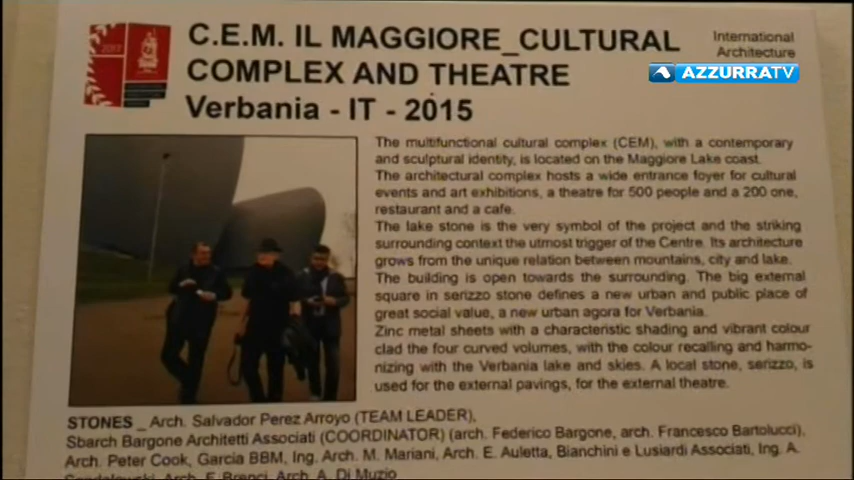 2017
C.E.M. IL MAGGIORE_CULTURAL
COMPLEX AND THEATRE
Verbania - IT - 2015
International
Architecture
AZZURRATV
The multifunctional cultural complex (CEM), with a contemporary
and sculptural identity, is located on the Maggiore Lake coast.
The architectural complex hosts a wide entrance foyer for cultural
events and art exhibitions, a theatre for 500 people and a 200 one,
restaurant and a cafe.
The lake stone is the very symbol of the project and the striking
surrounding context the utmost trigger of the Centre. Its architecture
grows from the unique relation between mountains, city and lake.
The building is open towards the surrounding. The big external
square in serizzo stone defines a new urban and public place of
great social value, a new urban agora for Verbania.
Zinc metal sheets with a characteristic shading and vibrant colour
clad the four curved volumes, with the colour recalling and harmo-
nizing with the Verbania lake and skies. A local stone, serizzo, is
used for the external pavings, for the external theatre.
STONES _ Arch. Salvador Perez Arroyo (TEAM LEADER),
Sbarch Bargone Architetti Associati (COORDINATOR) (arch. Federico Bargone, arch. Francesco Bartolucci),
Arch. Peter Cook, Garcia BBM, Ing. Arch. M. Mariani, Arch. E. Auletta, Bianchini e Lusiardi Associati, Ing. A.
Arch. F. Brenci, Arch. A. Di Muzio